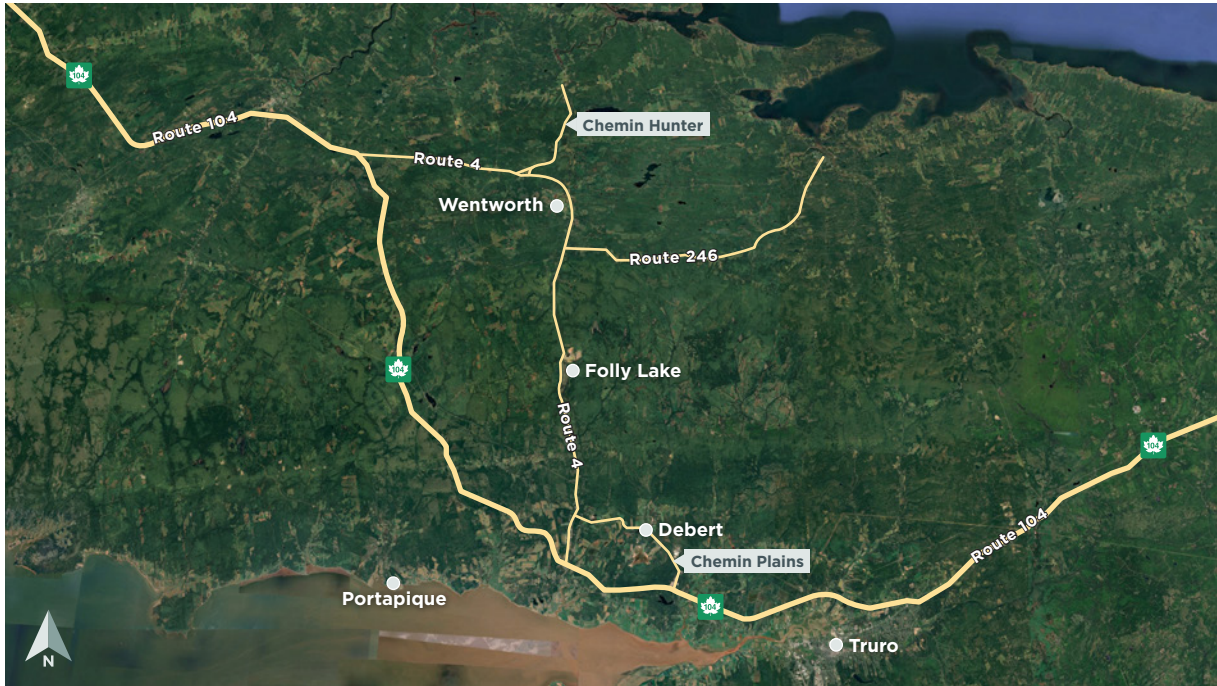 104
Route 104
Chemin Hunter
Route 4
Wentworth
Route 246
104
Folly Lake
Route 4
104
Route 104
Debert
Chemin Plains
Portapique
104
Truro
N